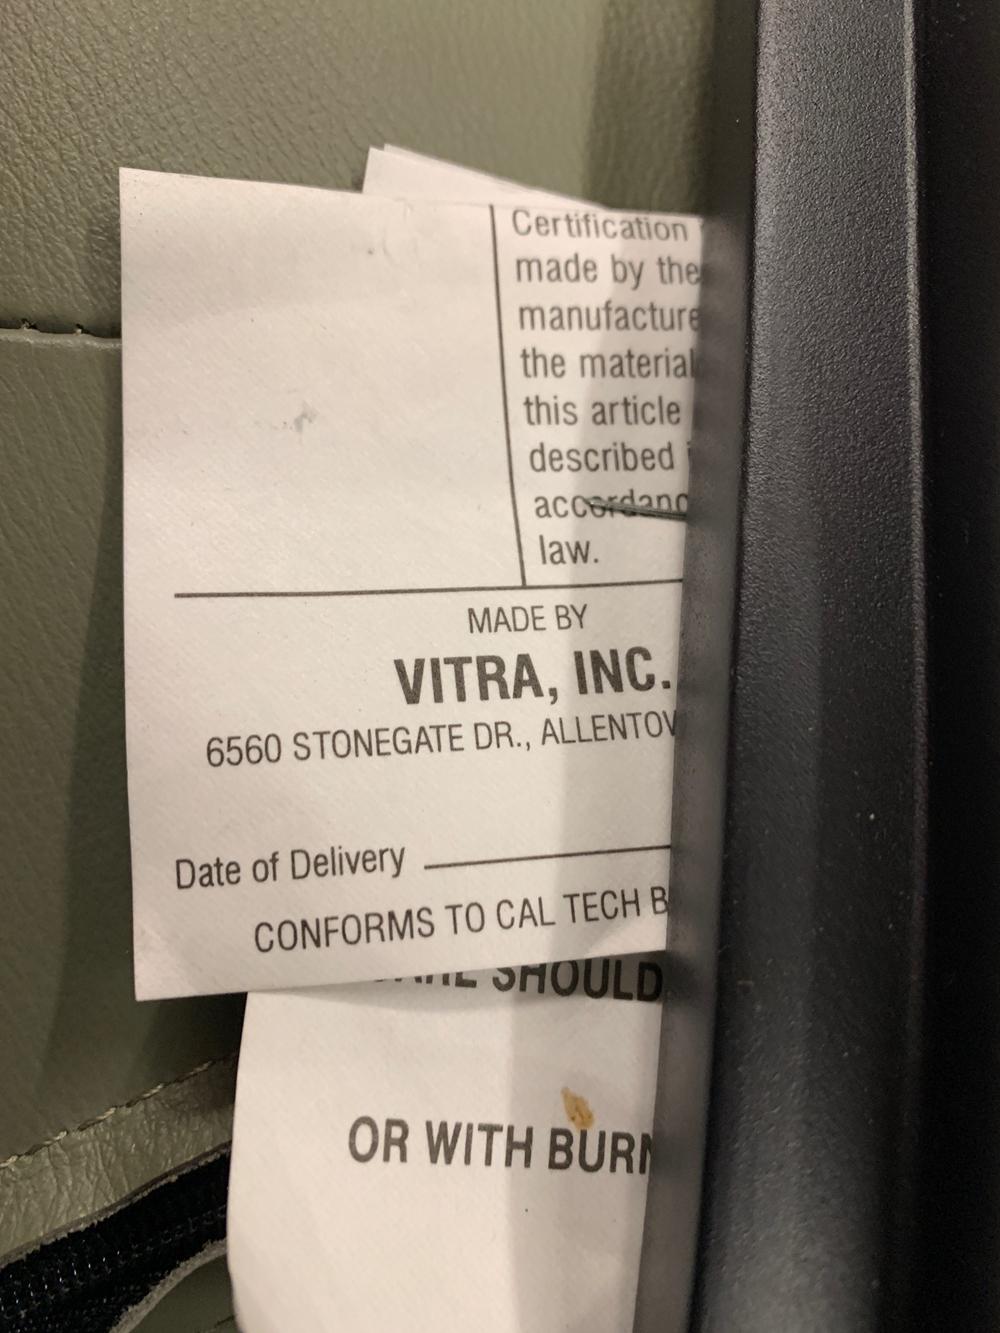 Certification
made by the
manufacture
the material
this article
described i
accordanc
law.
MADE BY
VITRA, INC.
6560 STONEGATE DR., ALLENTOW
Date of Delivery
CONFORMS TO CAL TECH B
SHOULD
OR WITH BURN